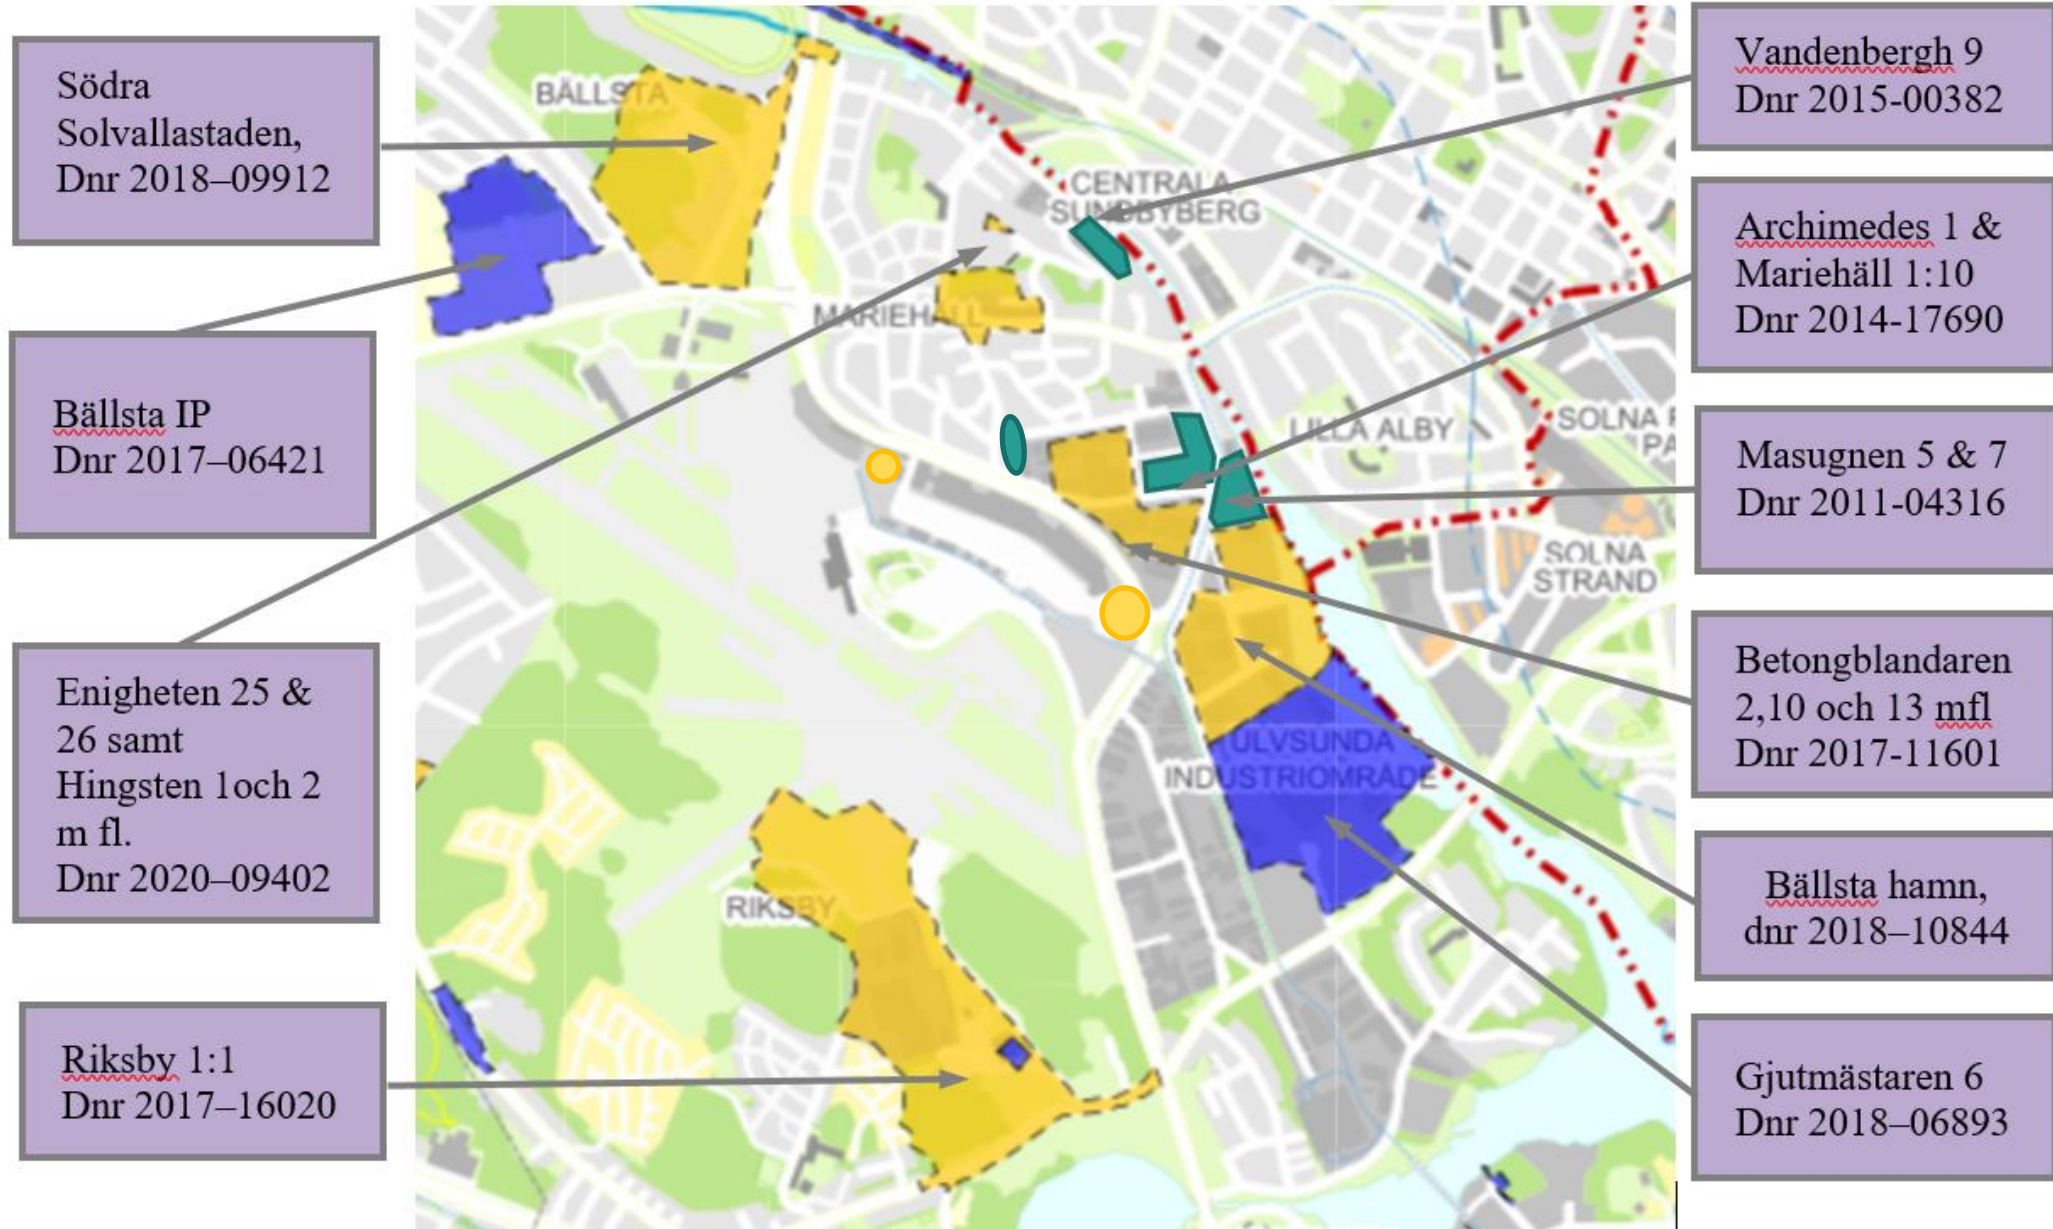 Södra
Solvallastaden,
Dnr 2018–09912
Bällsta IP
Dnr 2017–06421
Enigheten 25 &
26 samt
Hingsten 1och 2
m fl.
Dnr 2020–09402
Riksby 1:1
Dnr 2017–16020
BÄLLSTA
CENTRALA
SUNDBYBERG
MARIEHÄLL
LILLA ALBY
SOLNA
PA
SOLNA
STRAND
ULVSUNDA
INDUSTRIOMRÅDE
RIKSBY
Vandenbergh 9
Dnr 2015-00382
Archimedes 1 &
Mariehäll 1:10
Dnr 2014-17690
Masugnen 5 & 7
Dnr 2011-04316
Betongblandaren
2,10 och 13 mfl
Dnr 2017-11601
Bällsta hamn,
dnr 2018–10844
Gjutmästaren 6
Dnr 2018–06893